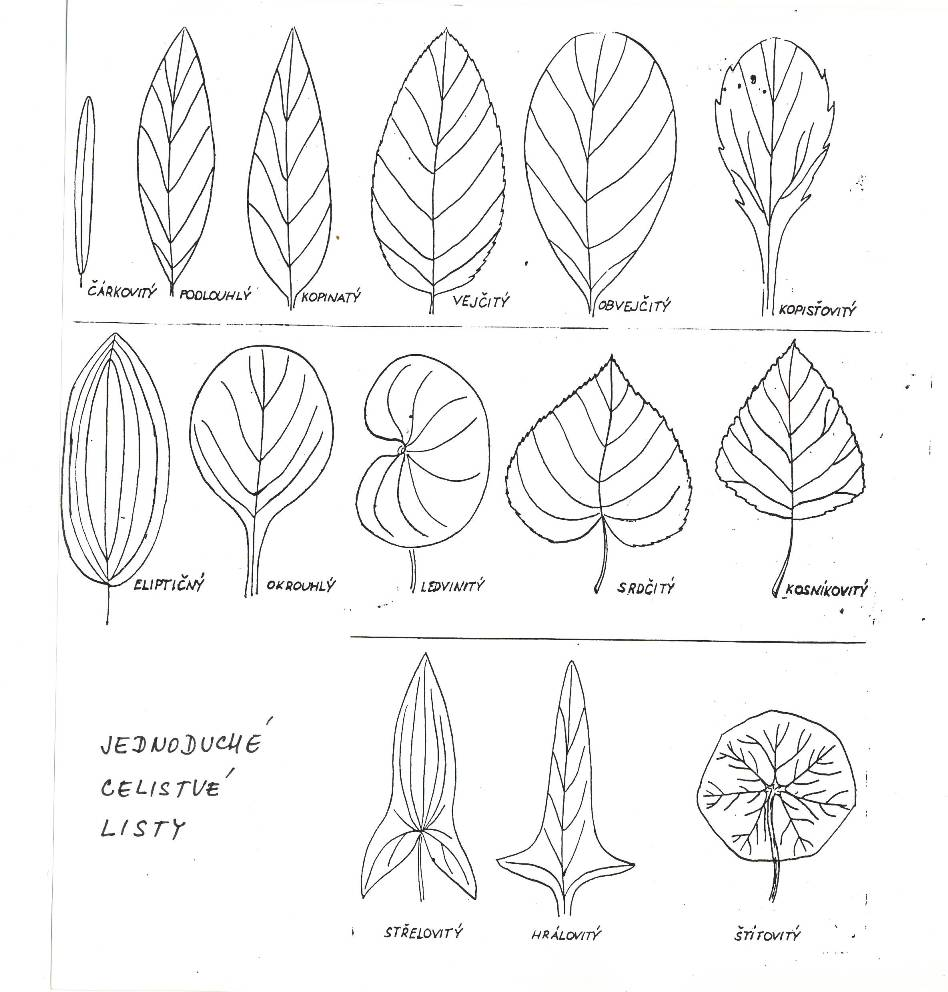 ČÁRKOVITÝ PODLOUHLÝ KOPINATÝ VEJČITÝ OBVEJČITÝ KOPISŤOVITÝ
ELIPTIČNÝ OKROUHLÝ LEDVINITÝ SRDČITÝ KOSNÍKOVITÝ
JEDNODUCHÉ
CELISTVÉ
LISTY
STŘELOVITÝ HRÁLOVITÝ ŠTÍTOVITÝ